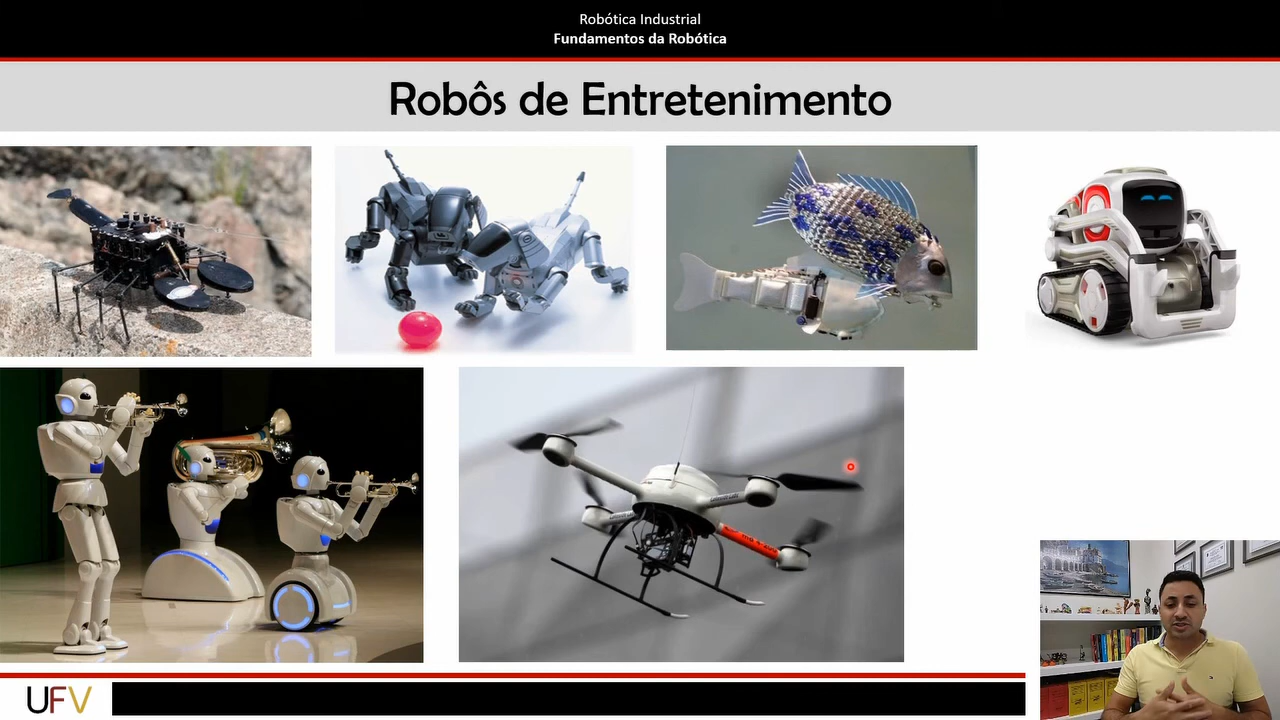 Robótica Industrial
Fundamentos da Robótica
Robôs de Entretenimento
UFV